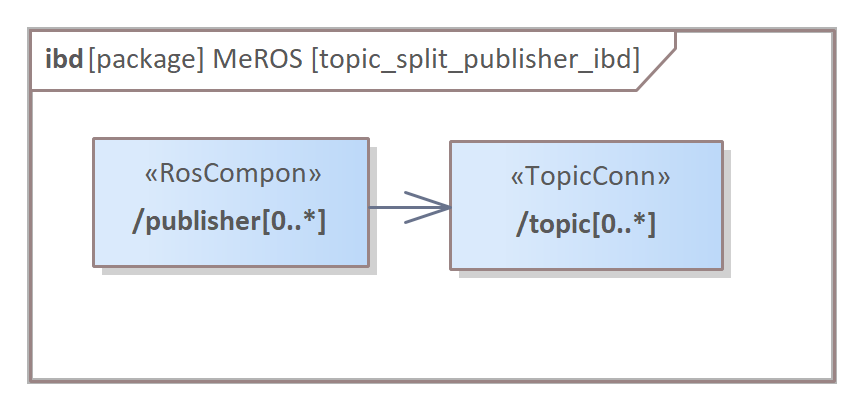 ibd [package] MeROS [topic_split_publisher_ibd]
«RosCompon»
/publisher[0..*]
«TopicConn»
/topic[0..*]